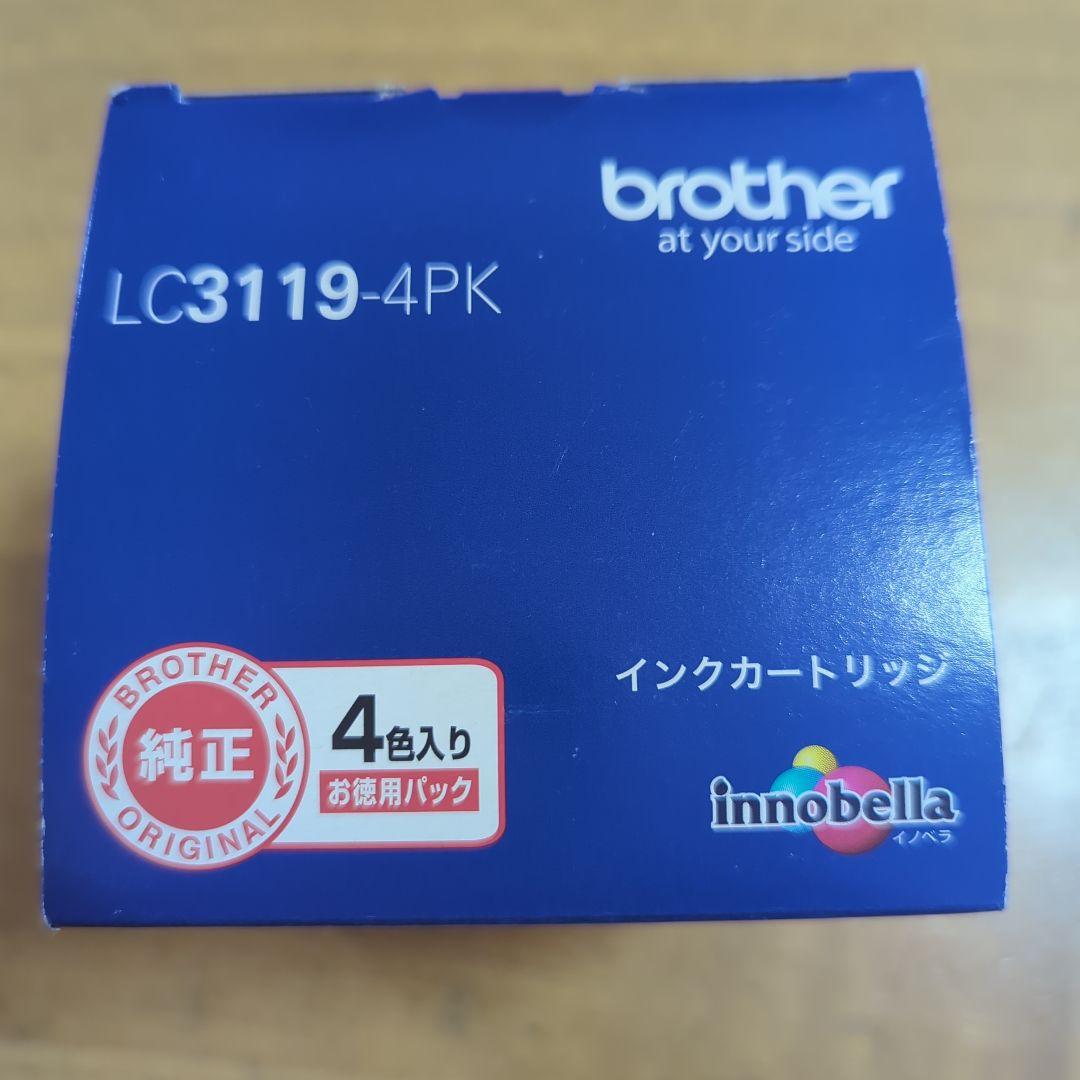 brother
at your side
LC3119-4PK
インクカートリッジ
BROTHER
純正
ORIGINAL
4色入り
お徳用パック
innobella
イノベラ